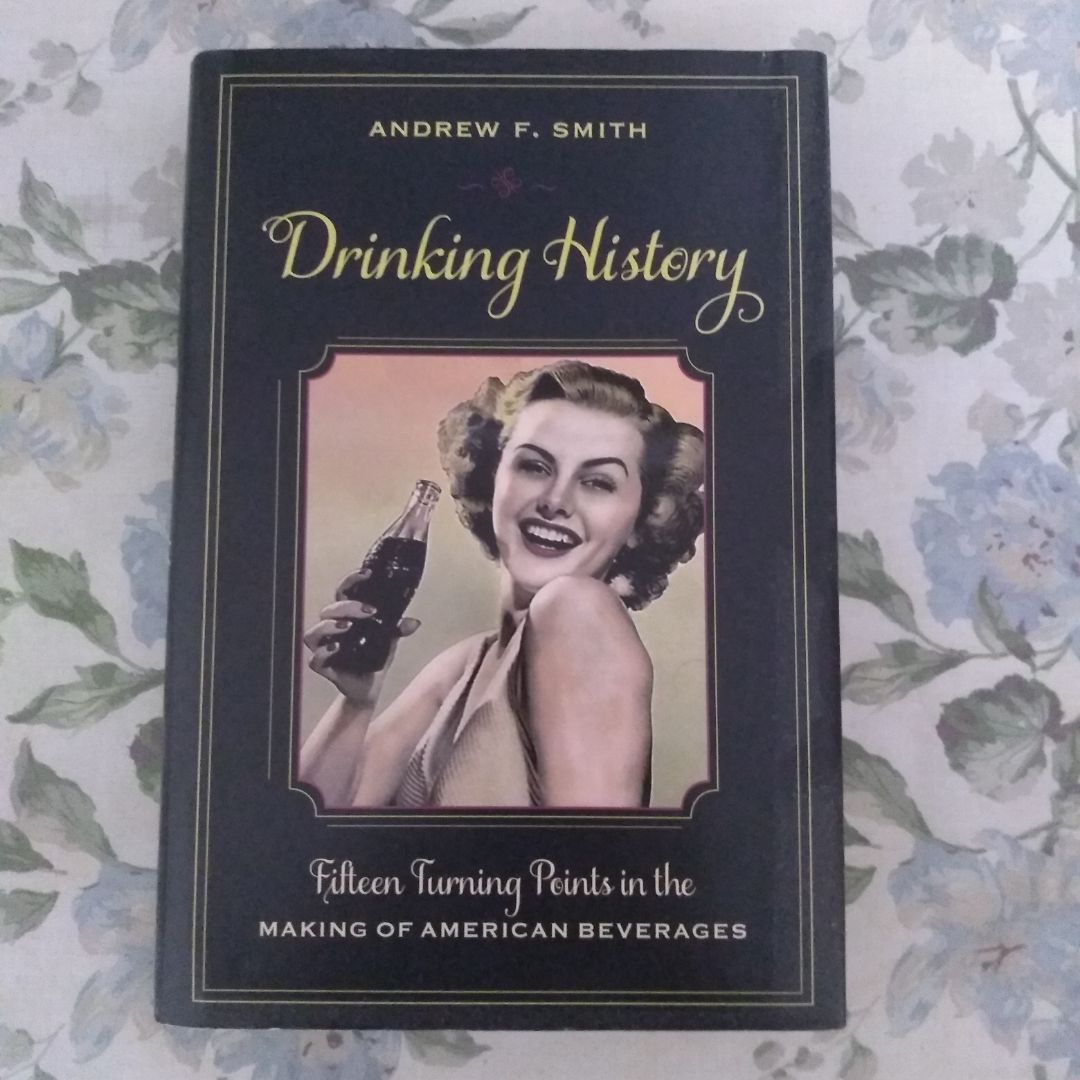 ANDREW F. SMITH
Drinking History
Fifteen Turning Points in the
MAKING OF AMERICAN BEVERAGES